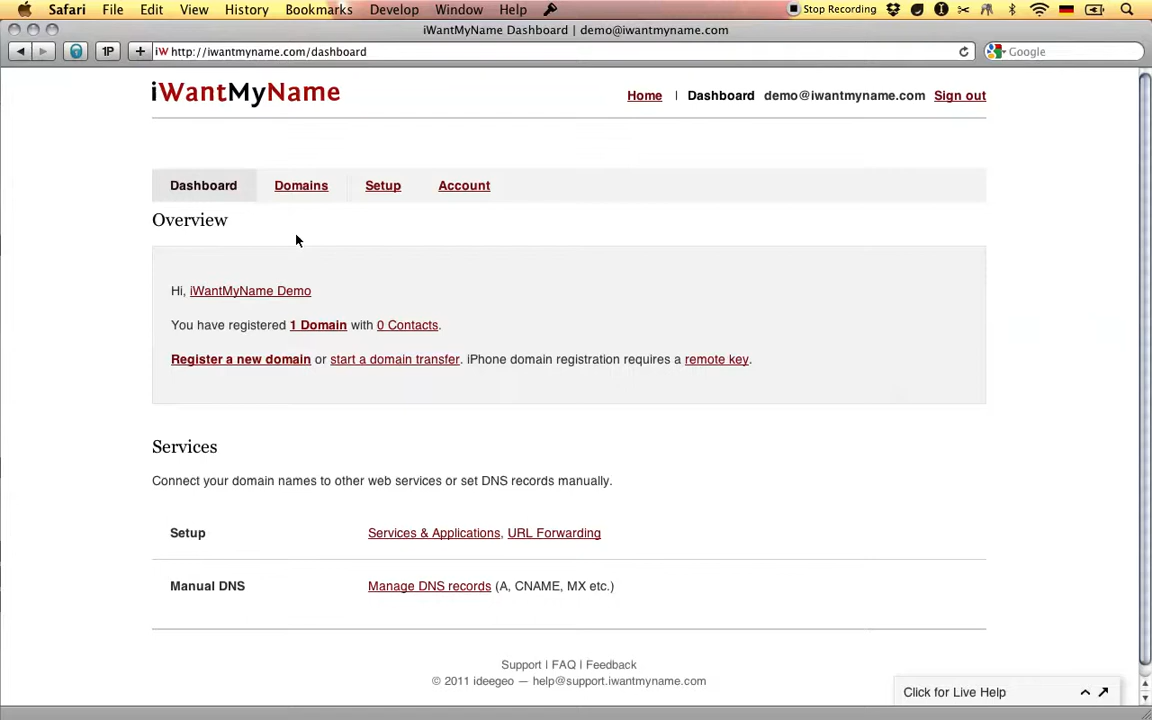 Safari File Edit View History Bookmarks Develop Window Help Stop Recording
iWantMyName Dashboard | demo@iwantmyname.com
1P + iW http://iwantmyname.com/dashboard Google
iWantMyName Home | Dashboard demo@iwantmyname.com Sign out
Dashboard Domains Setup Account
Overview
Hi, iWantMyName Demo
You have registered 1 Domain with 0 Contacts.
Register a new domain or start a domain transfer. iPhone domain registration requires a remote key.
Services
Connect your domain names to other web services or set DNS records manually.
Setup Services & Applications, URL Forwarding
Manual DNS Manage DNS records (A, CNAME, MX etc.)
Support | FAQ | Feedback
© 2011 ideegeo — help@support.iwantmyname.com
Click for Live Help